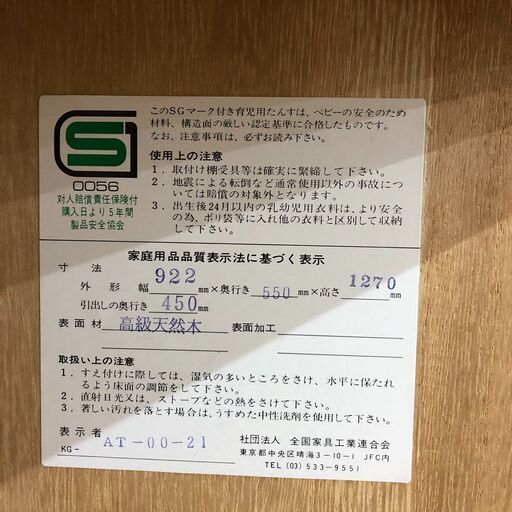 SG
0056
対人賠償責任保険付
購入日より5年間
製品安全協会
このSGマーク付き育児用たんすは、ベビーの安全のため
材料、構造面の厳しい認定基準に合格したものです。
なお、注意事項は、必ずお読み下さい。
使用上の注意
1. 取付け棚受具等は確実に緊締して下さい。
2. 地震による転倒など通常使用以外の事故につ
いては賠償の対象外となります。
3. 出生後24月以内の乳幼児用衣料は、より安全
の為、ポリ袋等に入れ他の衣料と区別して収納
して下さい。
家庭用品品質表示法に基づく表示
寸法
外形 幅 922mm×奥行き 550mm×高さ 1270mm
引出しの奥行き 450mm
表面材 高級天然木 表面加工
取扱い上の注意
1. すえ付けに際しては、湿気の多いところをさけ、水平に保たれ
るよう床面の調節をして下さい。
2. 直射日光又は、ストーブなどの熱をさけて下さい。
3. 著しい汚れを落とす場合は、うすめた中性洗剤を使用して下さい。
表示者 AT-00-21
KG-
社団法人 全国家具工業連合会
東京都中央区晴海3-10-1 JFC内
TEL (03)533-9551